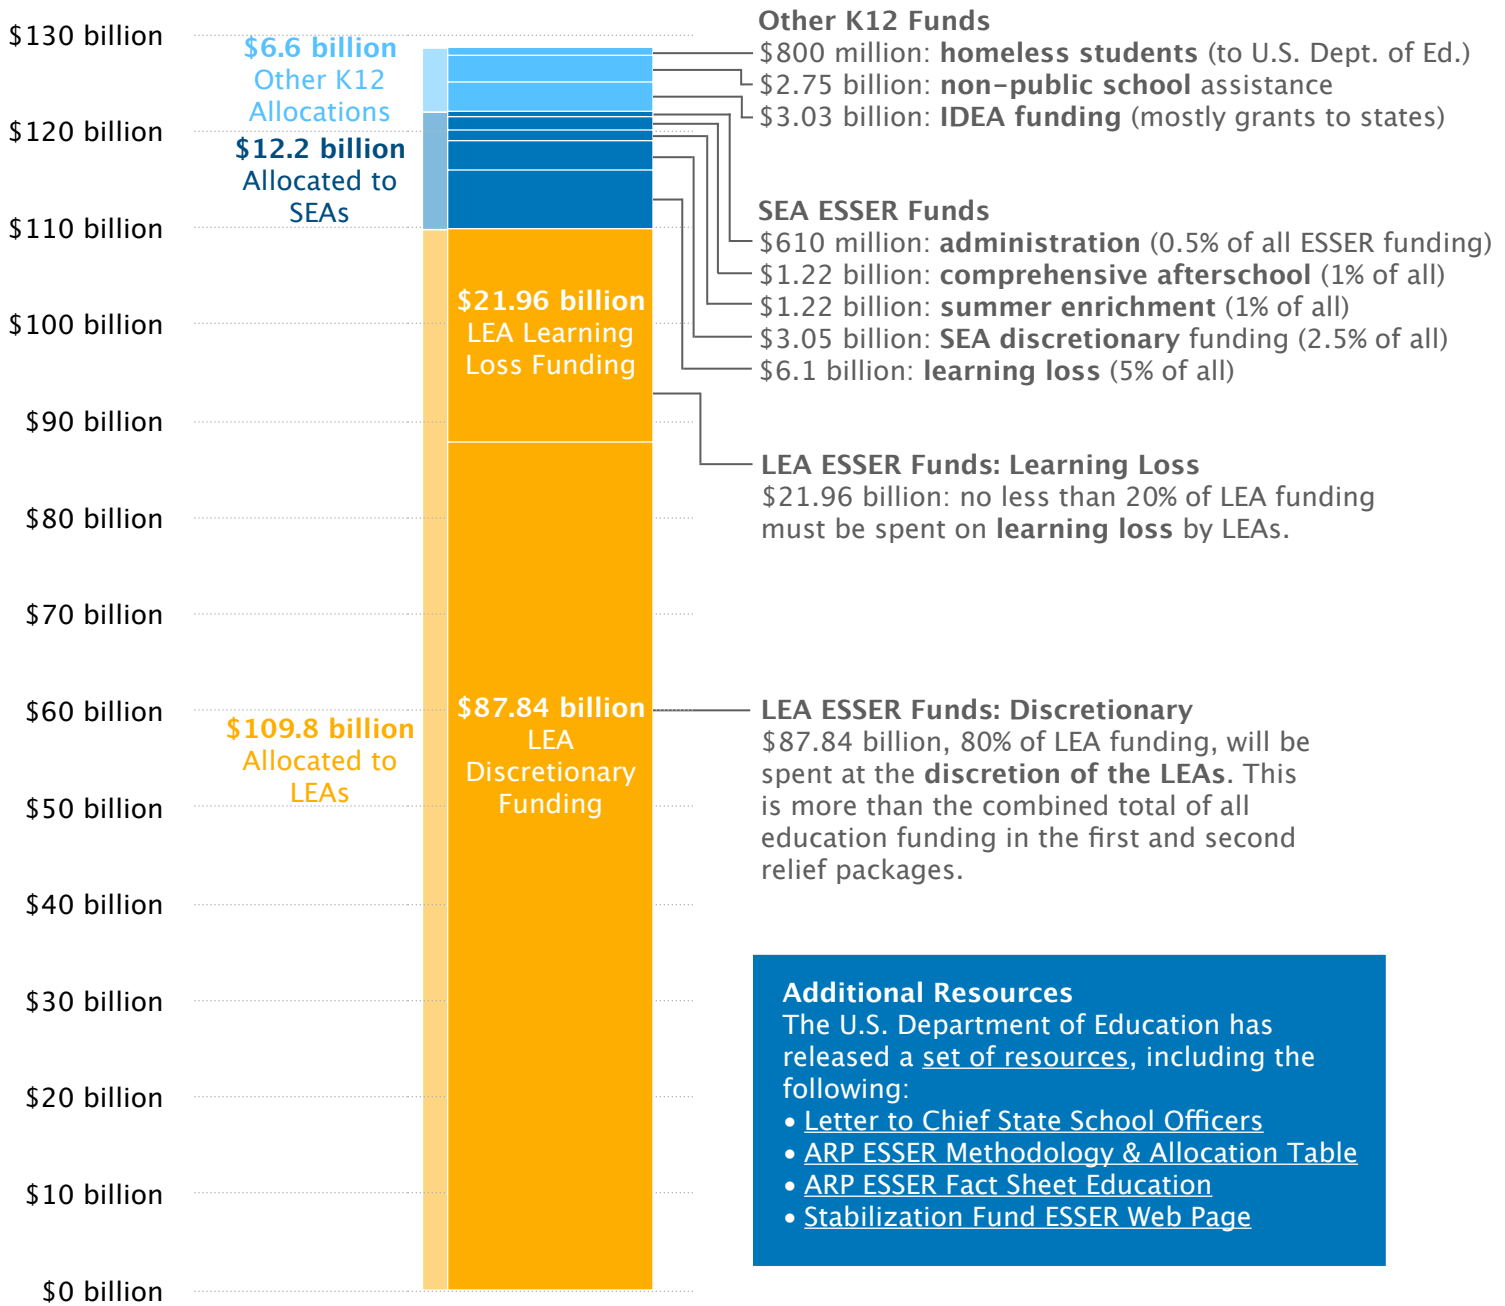 $130 billion
$120 billion
$110 billion
$100 billion
$90 billion
$80 billion
$70 billion
$60 billion
$50 billion
$40 billion
$30 billion
$20 billion
$10 billion
$0 billion
$6.6 billion
Other K12
Allocations
$12.2 billion
Allocated to
SEAs
$109.8 billion
Allocated to
LEAs
$21.96 billion
LEA Learning
Loss Funding
$87.84 billion
LEA
Discretionary
Funding
Other K12 Funds
$800 million: homeless students (to U.S. Dept. of Ed.)
$2.75 billion: non-public school assistance
$3.03 billion: IDEA funding (mostly grants to states)
SEA ESSER Funds
$610 million: administration (0.5% of all ESSER funding)
$1.22 billion: comprehensive afterschool (1% of all)
$1.22 billion: summer enrichment (1% of all)
$3.05 billion: SEA discretionary funding (2.5% of all)
$6.1 billion: learning loss (5% of all)
LEA ESSER Funds: Learning Loss
$21.96 billion: no less than 20% of LEA funding
must be spent on learning loss by LEAs.
LEA ESSER Funds: Discretionary
$87.84 billion, 80% of LEA funding, will be
spent at the discretion of the LEAs. This
is more than the combined total of all
education funding in the first and second
relief packages.
Additional Resources
The U.S. Department of Education has
released a set of resources, including the
following:
• Letter to Chief State School Officers
• ARP ESSER Methodology & Allocation Table
• ARP ESSER Fact Sheet Education
• Stabilization Fund ESSER Web Page